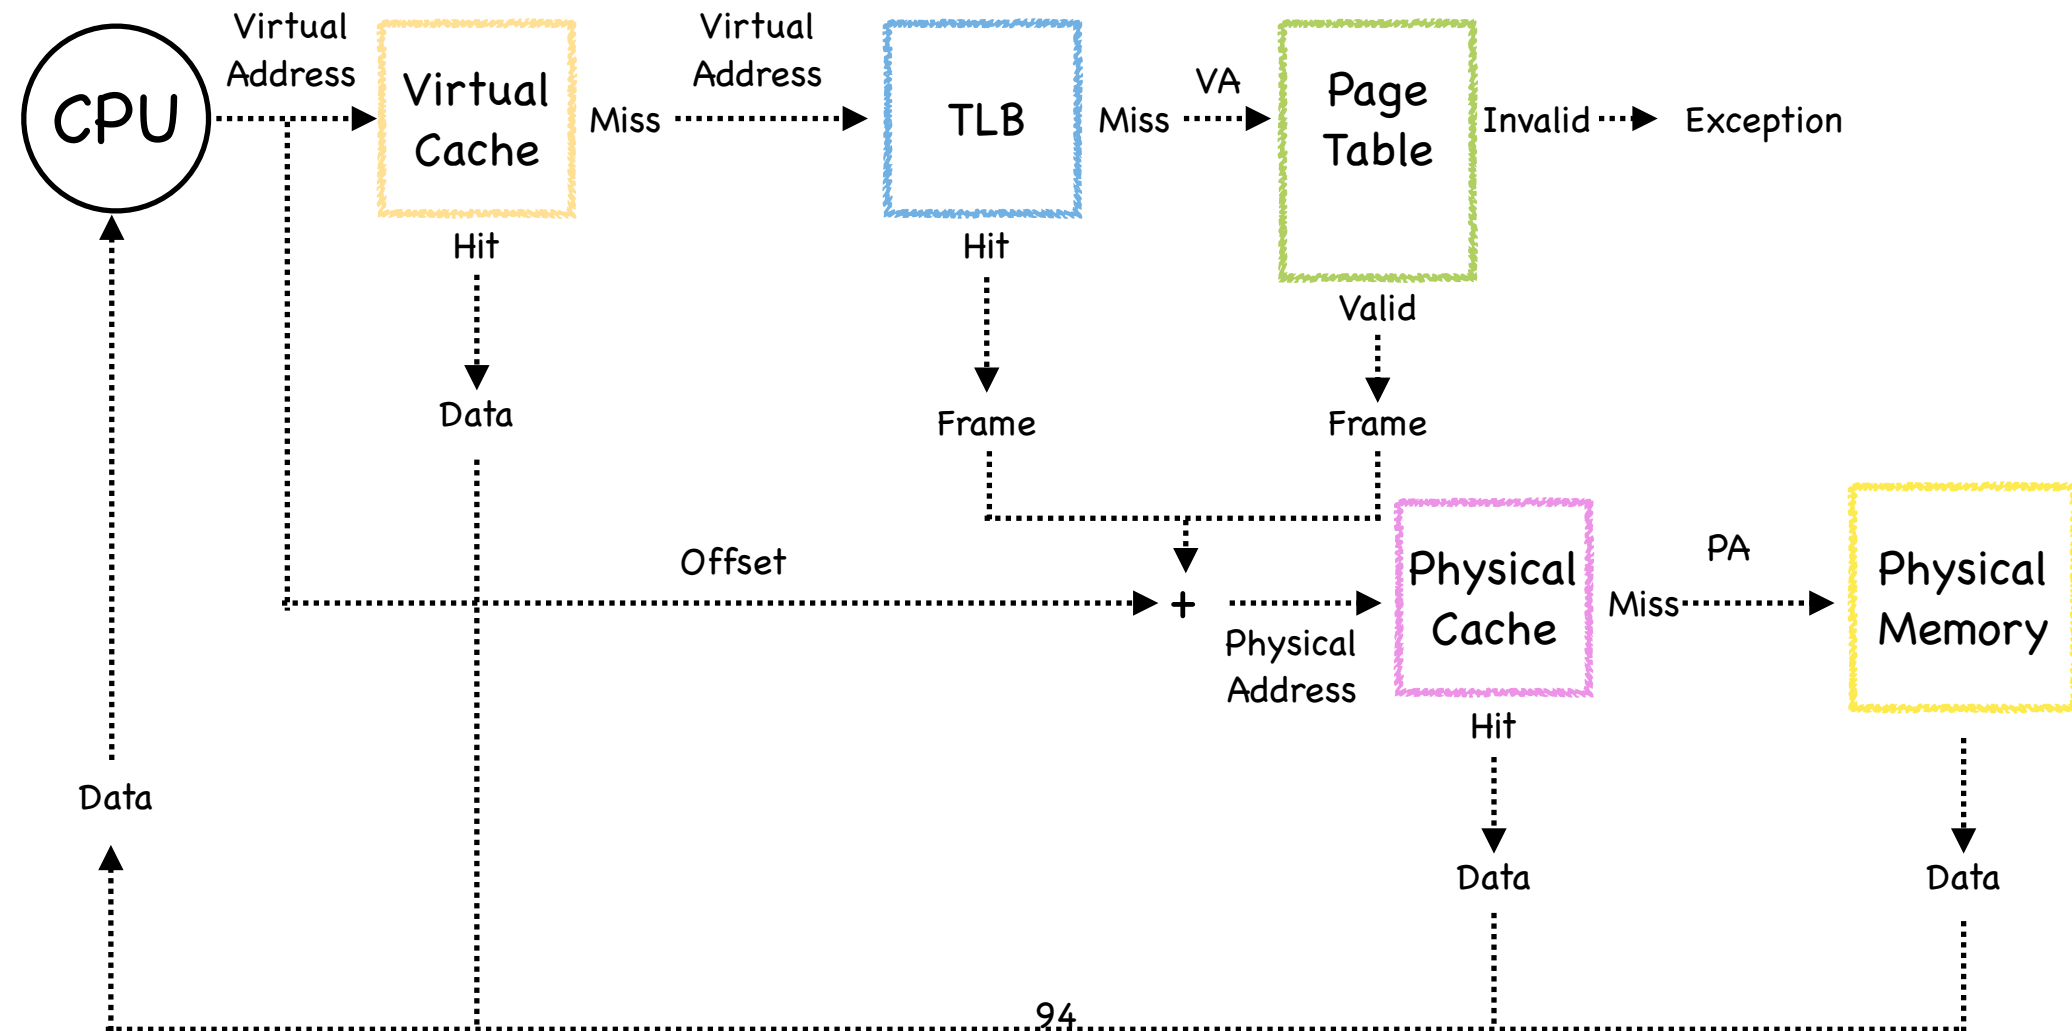 CPU
Virtual
Address
Virtual
Cache
Miss
Virtual
Address
TLB
Miss
VA
Page
Table
Invalid
Exception
Hit
Data
Hit
Frame
Valid
Frame
Offset
+
Physical
Address
Physical
Cache
Miss
PA
Physical
Memory
Hit
Data
Data
Data
94